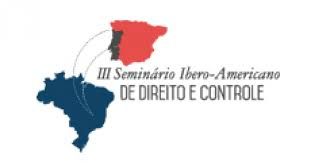 III Seminário Ibero-Americano
DE DIREITO E CONTROLE